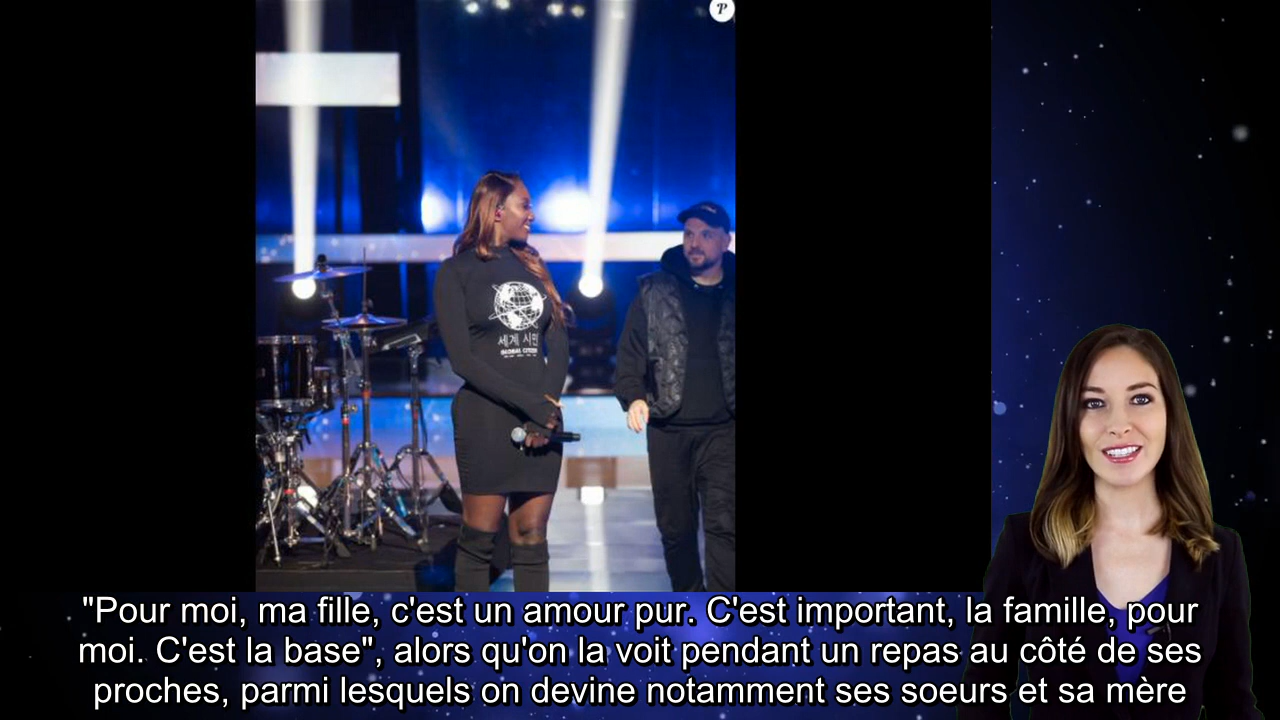 P
세계 시민
GLOBAL CITIZEN
"Pour moi, ma fille, c'est un amour pur. C'est important, la famille, pour
moi. C'est la base", alors qu'on la voit pendant un repas au côté de ses
proches, parmi lesquels on devine notamment ses soeurs et sa mère